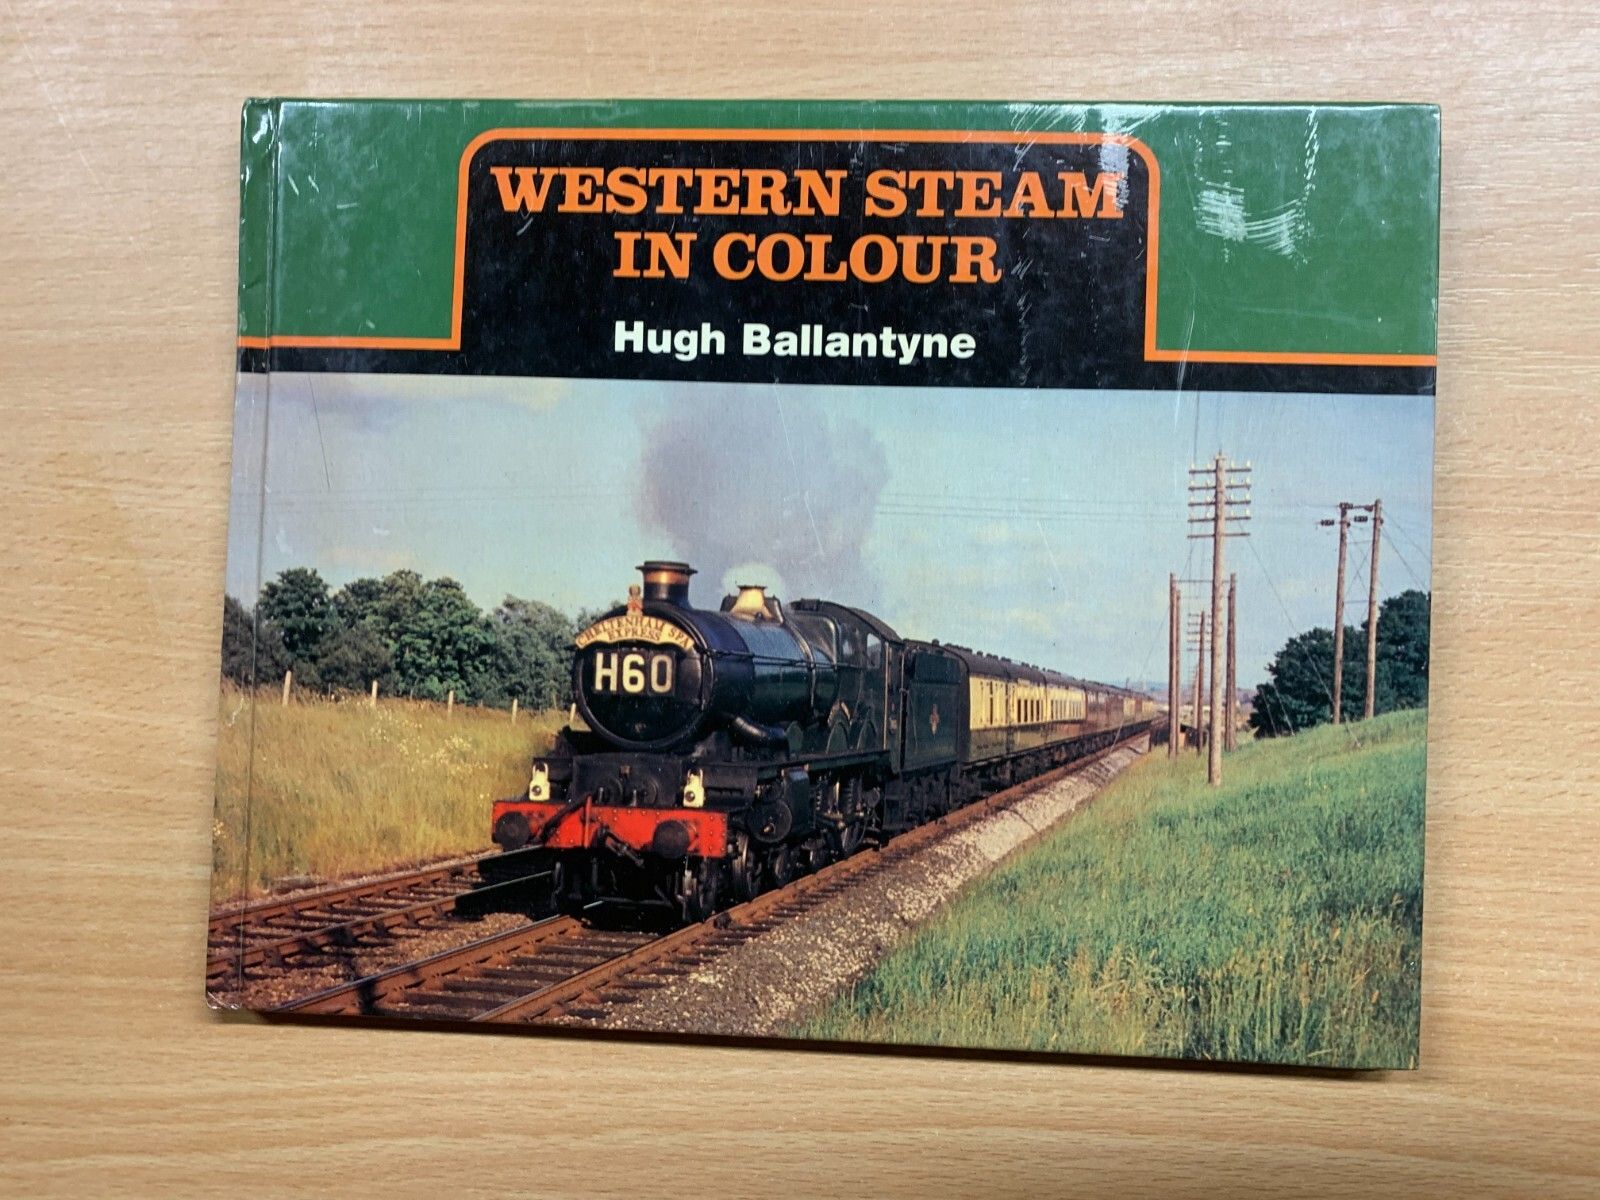 WESTERN STEAM
IN COLOUR
Hugh Ballantyne
CHELTENHAM SPA
EXPRESS
H60